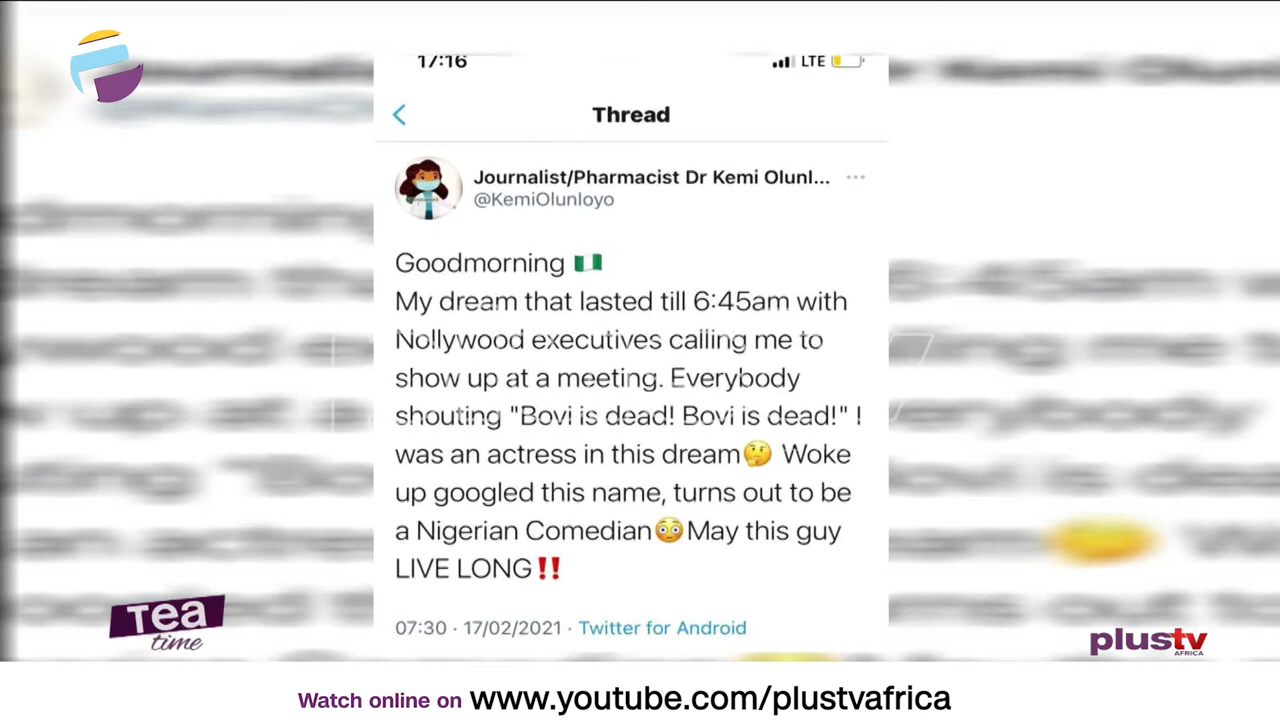 17:16
LTE
Thread
Journalist/Pharmacist Dr Kemi Olunl...
@KemiOlunloyo
Goodmorning 🇳🇬
My dream that lasted till 6:45am with
Nollywood executives calling me to
show up at a meeting. Everybody
shouting "Bovi is dead! Bovi is dead!" I
was an actress in this dream🤔 Woke
up googled this name, turns out to be
a Nigerian Comedian😳May this guy
LIVE LONG‼️
07:30 · 17/02/2021 · Twitter for Android
Tea
time
plustv
AFRICA
Watch online on www.youtube.com/plustvafrica